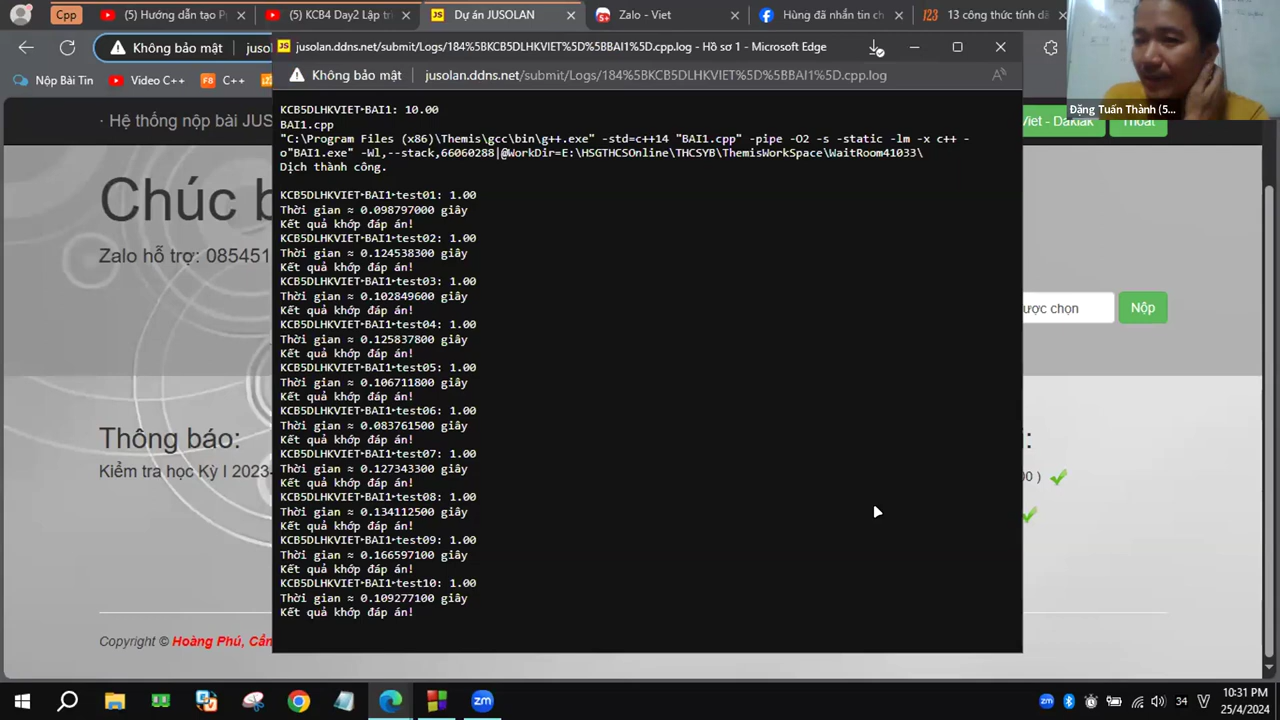 Cpp
(5) Hướng dẫn tạo Pp
(5) KCB4 Day2 Lập trì
Dự án JUSOLAN
Zalo - Viet
Hùng đã nhắn tin ch
13 công thức tính d
Không bảo mật
juso
jusolan.ddns.net/submit/Logs/184%5BKCB5DLHKVIET%5D%5BBAI1%5D.cpp.log - Hồ sơ 1 - Microsoft Edge
Không bảo mật
jusolan.ddns.net/submit/Logs/184%5BKCB5DLHKVIET%5D%5BBAI1%5D.cpp.log
Nộp Bài Tin
Video C++
C++
Đặng Tuấn Thành (5...
· Hệ thống nộp bài JUS
Viet - Daklak
Thoát
KCB5DLHKVIET‣BAI1: 10.00
BAI1.cpp
"C:\Program Files (x86)\Themis\gcc\bin\g++.exe" -std=c++14 "BAI1.cpp" -pipe -O2 -s -static -lm -x c++ -
o"BAI1.exe" -Wl,--stack,66060288|@WorkDir=E:\HSGTHCSOnline\THCSYB\ThemisWorkSpace\WaitRoom41033\
Dịch thành công.
KCB5DLHKVIET‣BAI1‣test01: 1.00
Thời gian ≈ 0.098797000 giây
Kết quả khớp đáp án!
KCB5DLHKVIET‣BAI1‣test02: 1.00
Thời gian ≈ 0.124538300 giây
Kết quả khớp đáp án!
KCB5DLHKVIET‣BAI1‣test03: 1.00
Thời gian ≈ 0.102849600 giây
Kết quả khớp đáp án!
KCB5DLHKVIET‣BAI1‣test04: 1.00
Thời gian ≈ 0.125837800 giây
Kết quả khớp đáp án!
KCB5DLHKVIET‣BAI1‣test05: 1.00
Thời gian ≈ 0.106711800 giây
Kết quả khớp đáp án!
KCB5DLHKVIET‣BAI1‣test06: 1.00
Thời gian ≈ 0.083761500 giây
Kết quả khớp đáp án!
KCB5DLHKVIET‣BAI1‣test07: 1.00
Thời gian ≈ 0.127343300 giây
Kết quả khớp đáp án!
KCB5DLHKVIET‣BAI1‣test08: 1.00
Thời gian ≈ 0.134112500 giây
Kết quả khớp đáp án!
KCB5DLHKVIET‣BAI1‣test09: 1.00
Thời gian ≈ 0.166597100 giây
Kết quả khớp đáp án!
KCB5DLHKVIET‣BAI1‣test10: 1.00
Thời gian ≈ 0.109277100 giây
Kết quả khớp đáp án!
Chúc b
Zalo hỗ trợ: 085451
ược chọn
Nộp
Thông báo:
Kiểm tra học Kỳ I 2023-
00 )
Copyright © Hoàng Phú, Cẩn
34
10:31 PM
25/4/2024